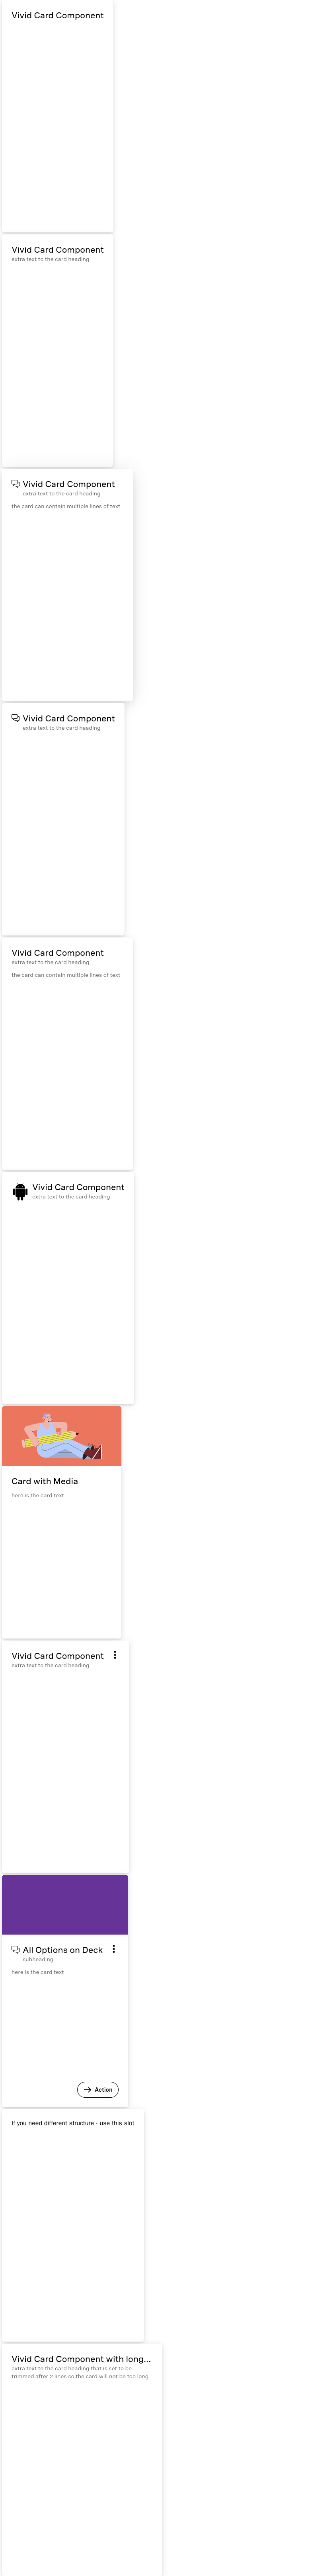 Vivid Card Component
Vivid Card Component
extra text to the card heading
Vivid Card Component
extra text to the card heading
the card can contain multiple lines of text
Vivid Card Component
extra text to the card heading
Vivid Card Component
extra text to the card heading
the card can contain multiple lines of text
Vivid Card Component
extra text to the card heading
Card with Media
here is the card text
Vivid Card Component
extra text to the card heading
All Options on Deck
subheading
here is the card text
Action
If you need different structure - use this slot
Vivid Card Component with long...
extra text to the card heading that is set to be
trimmed after 2 lines so the card will not be too long